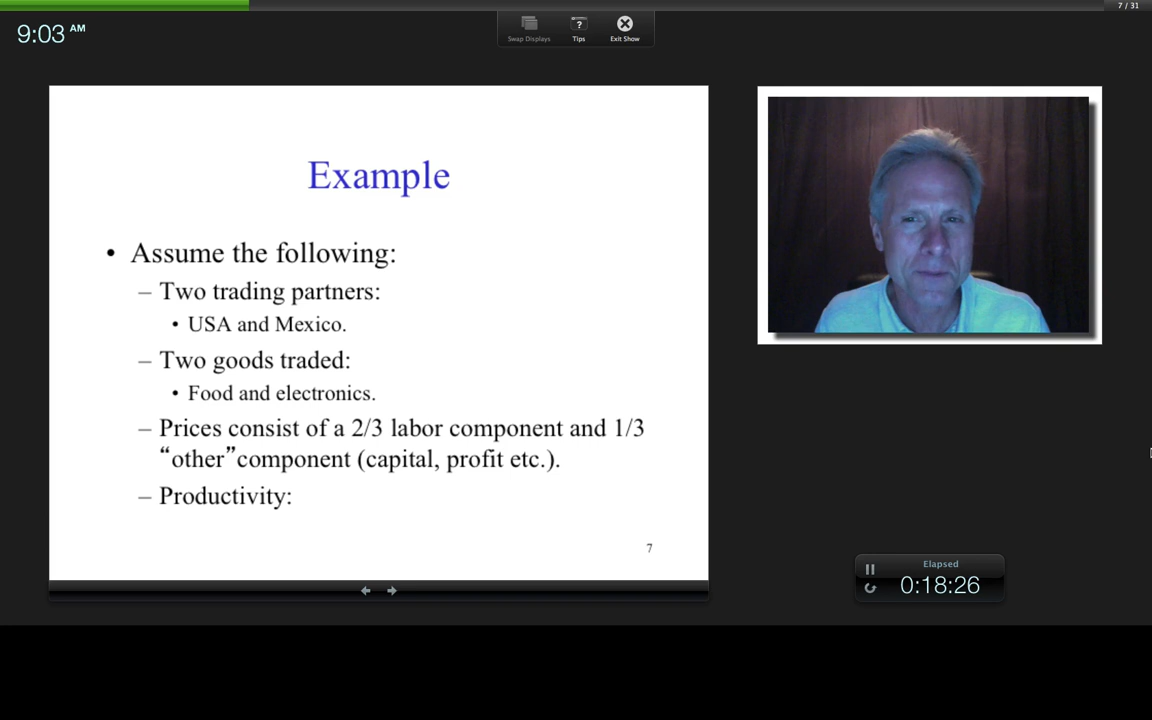 7 / 31
9:03 AM
Swap Displays
?
Tips
Exit Show
Example
• Assume the following:
– Two trading partners:
• USA and Mexico.
– Two goods traded:
• Food and electronics.
– Prices consist of a 2/3 labor component and 1/3
“other”component (capital, profit etc.).
– Productivity:
7
Elapsed
0:18:26